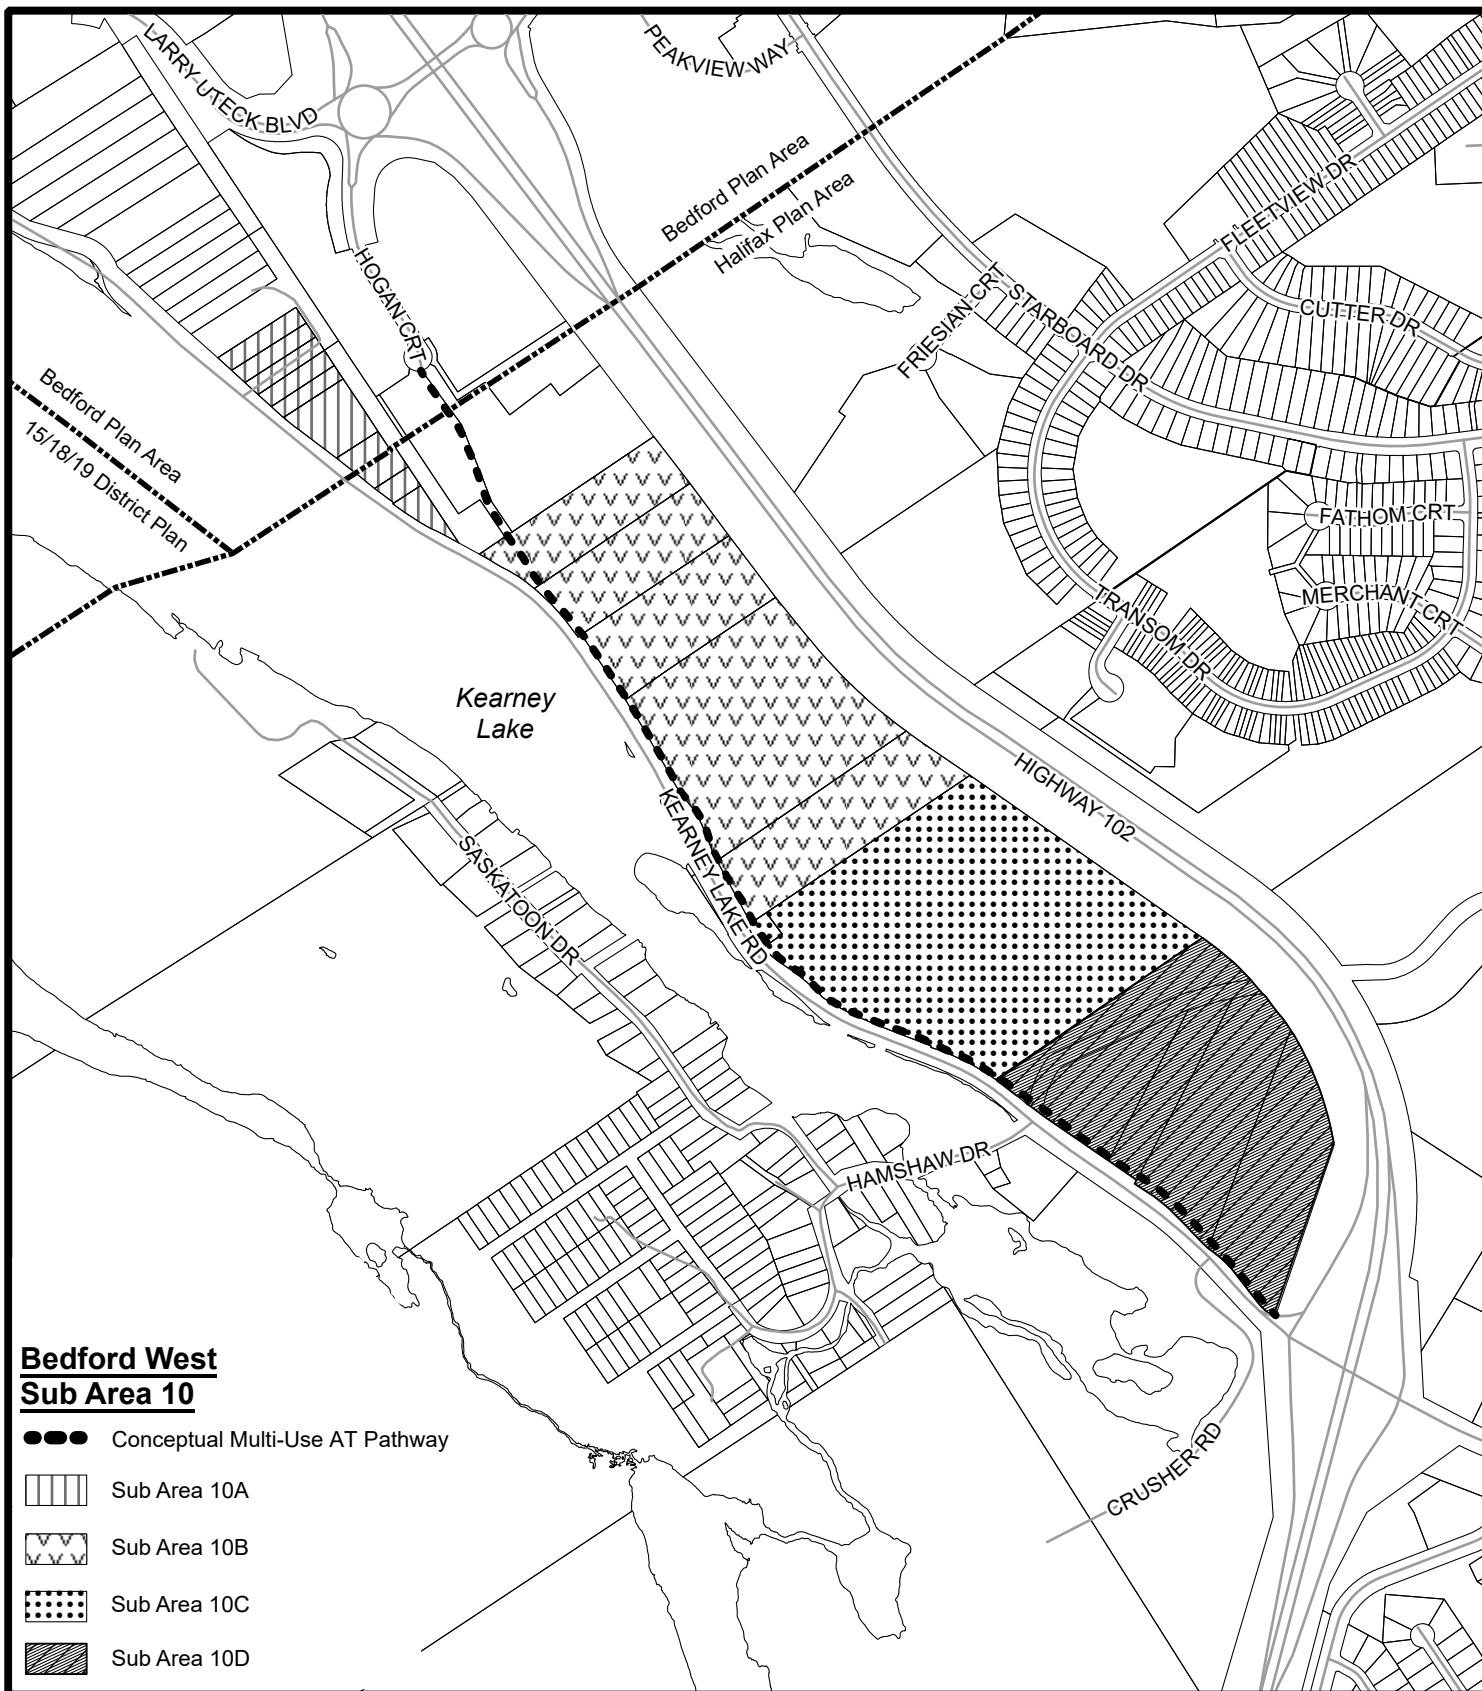 LARRY UTECK BLVD
PEAKVIEW WAY
Bedford Plan Area
Halifax Plan Area
FLEETVIEW DR
HOGAN CRT
FRIESIAN CRT
STARBOARD DR
CUTTER DR
Bedford Plan Area
15/18/19 District Plan
FATHOM CRT
MERCHANT CRT
TRANSOM DR
Kearney
Lake
HIGHWAY 102
KEARNEY LAKE RD
SASKATOON DR
HAMSHAW DR
CRUSHER RD
Bedford West
Sub Area 10
Conceptual Multi-Use AT Pathway
Sub Area 10A
Sub Area 10B
Sub Area 10C
Sub Area 10D